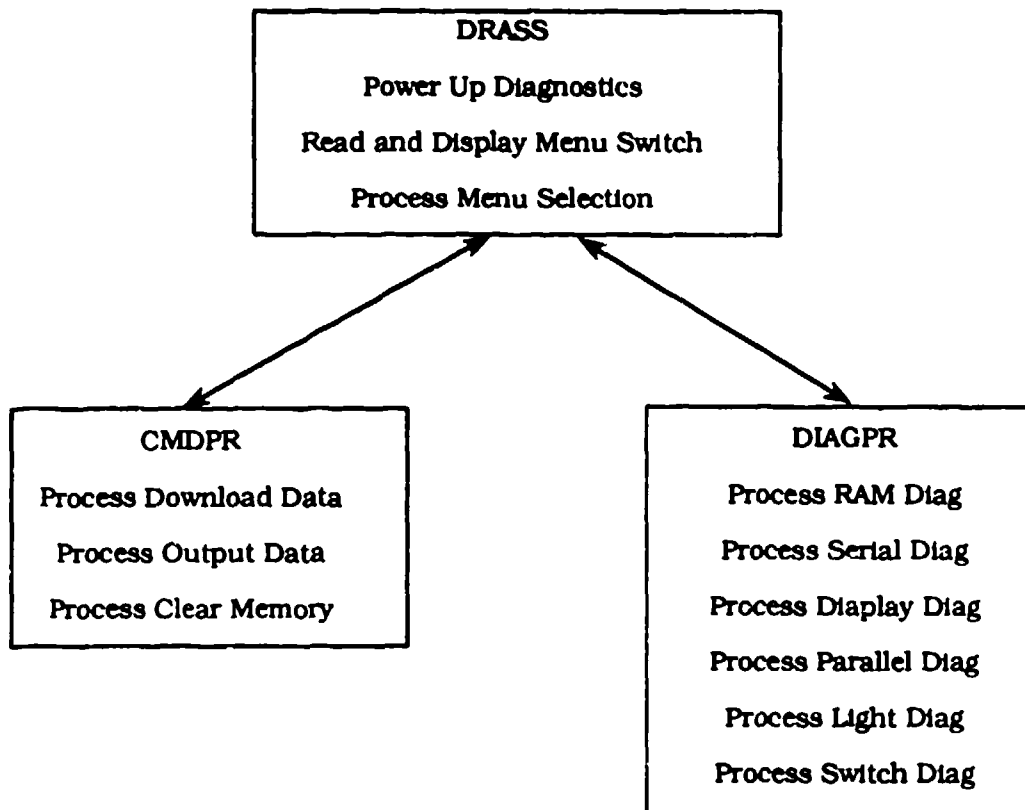 DRASS
Power Up Diagnostics
Read and Display Menu Switch
Process Menu Selection
CMDPR
Process Download Data
Process Output Data
Process Clear Memory
DIAGPR
Process RAM Diag
Process Serial Diag
Process Diaplay Diag
Process Parallel Diag
Process Light Diag
Process Switch Diag